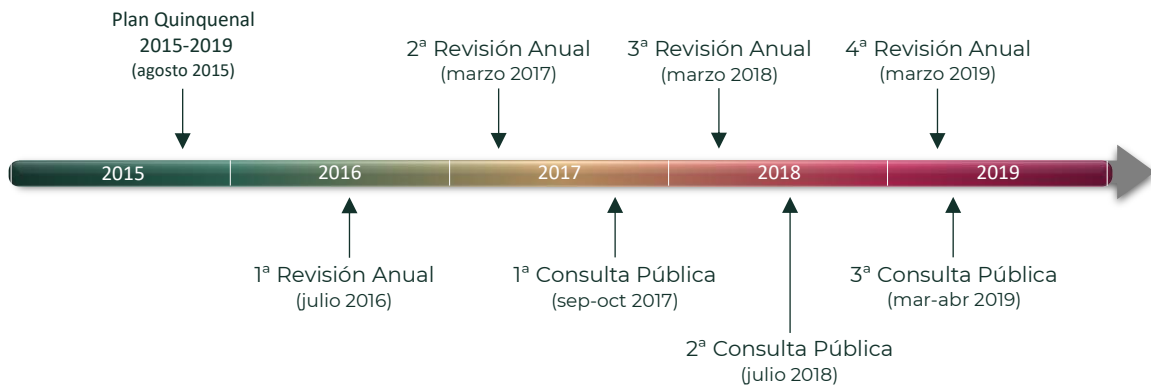 Plan Quinquenal
2015-2019
(agosto 2015)
2ª Revisión Anual
(marzo 2017)
3ª Revisión Anual
(marzo 2018)
4ª Revisión Anual
(marzo 2019)
2015
2016
2017
2018
2019
1ª Revisión Anual
(julio 2016)
1ª Consulta Pública
(sep-oct 2017)
2ª Consulta Pública
(julio 2018)
3ª Consulta Pública
(mar-abr 2019)